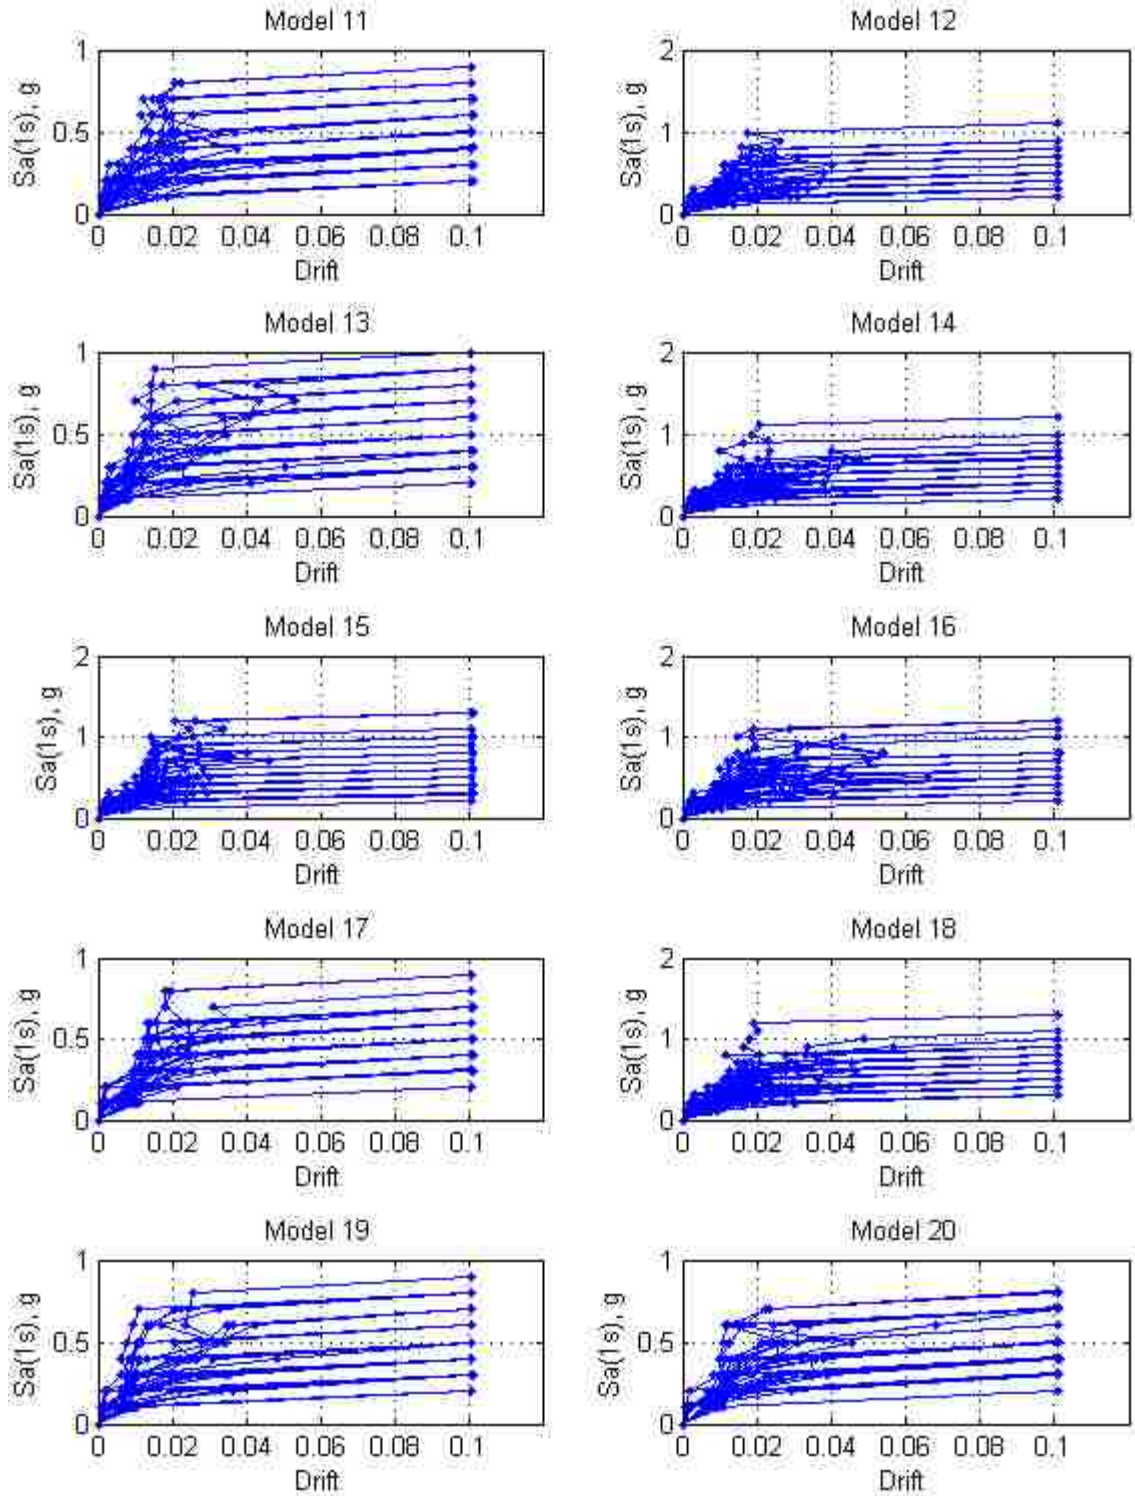 Model 11
Sa(1s), g
1
0.5
0
0 0.02 0.04 0.06 0.08 0.1
Drift
Model 12
Sa(1s), g
2
1
0
0 0.02 0.04 0.06 0.08 0.1
Drift
Model 13
Sa(1s), g
1
0.5
0
0 0.02 0.04 0.06 0.08 0.1
Drift
Model 14
Sa(1s), g
2
1
0
0 0.02 0.04 0.06 0.08 0.1
Drift
Model 15
Sa(1s), g
2
1
0
0 0.02 0.04 0.06 0.08 0.1
Drift
Model 16
Sa(1s), g
2
1
0
0 0.02 0.04 0.06 0.08 0.1
Drift
Model 17
Sa(1s), g
1
0.5
0
0 0.02 0.04 0.06 0.08 0.1
Drift
Model 18
Sa(1s), g
2
1
0
0 0.02 0.04 0.06 0.08 0.1
Drift
Model 19
Sa(1s), g
1
0.5
0
0 0.02 0.04 0.06 0.08 0.1
Drift
Model 20
Sa(1s), g
1
0.5
0
0 0.02 0.04 0.06 0.08 0.1
Drift